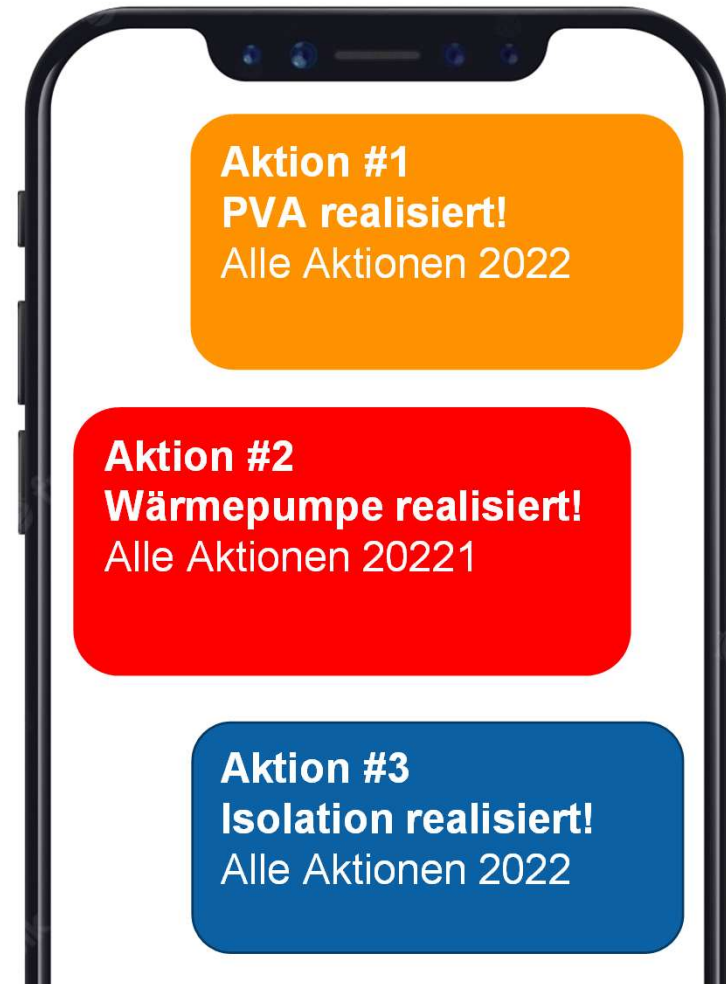 Aktion #1
PVA realisiert!
Alle Aktionen 2022
Aktion #2
Wärmepumpe realisiert!
Alle Aktionen 20221
Aktion #3
Isolation realisiert!
Alle Aktionen 2022